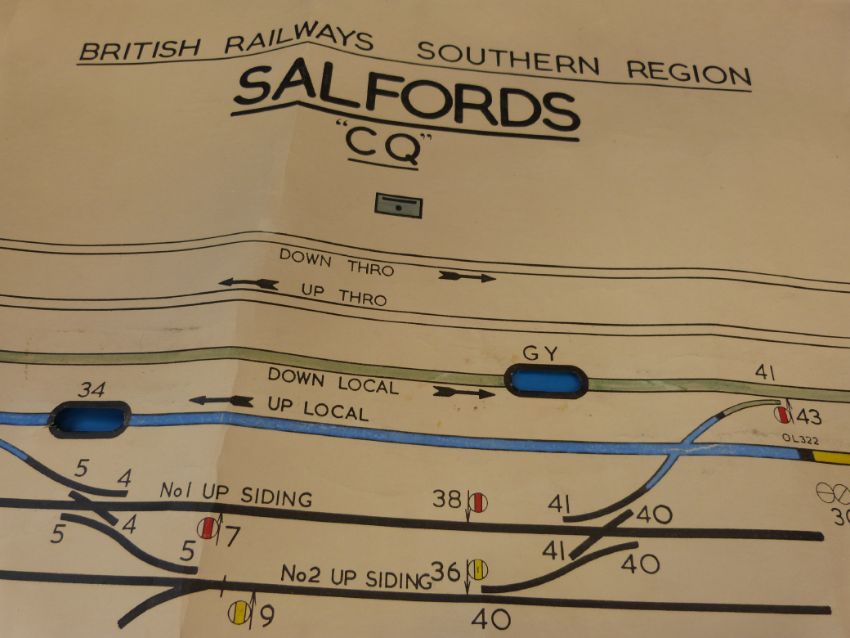 BRITISH RAILWAYS SOUTHERN REGION
SALFORDS
"CQ"
DOWN THRO
UP THRO
GY
41
34
DOWN LOCAL
UP LOCAL
43
OL322
5 4
No1 UP SIDING
38
41
40
5 4
7
41
40
5
No2 UP SIDING
36
9
40